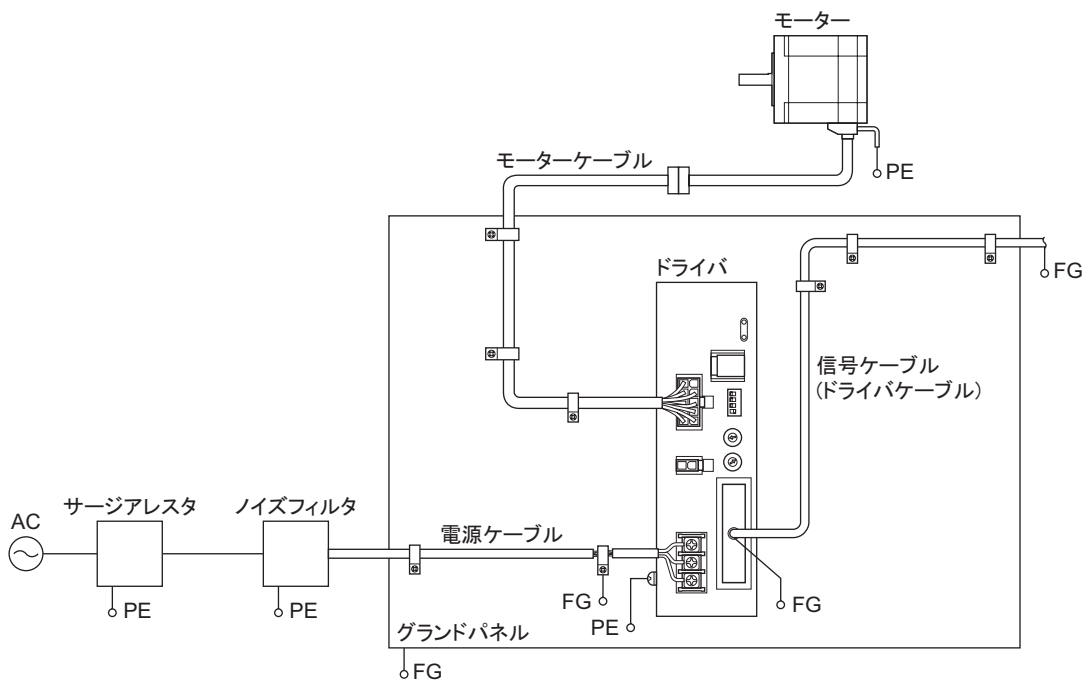 モーター
モーターケーブル
PE
ドライバ
FG
信号ケーブル
(ドライバケーブル)
サージアレスタ
ノイズフィルタ
AC
電源ケーブル
PE
PE
FG
PE
FG
グランドパネル
FG